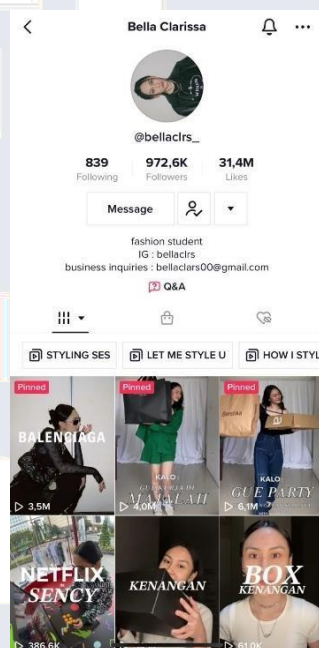 Bella Clarissa
@bellaclrs_
839 972,6K 31,4M
Following Followers Likes
Message
fashion student
IG : bellaclrs
business inquiries : bellaclars00@gmail.com
Q&A
STYLING SES LET ME STYLE U HOW I STYL
Pinned Pinned Pinned
BALENCIAGA
KALO
MAJALAH
KALO
GUE PARTY
3,5M 4,0M 6,1M
NETFLIX
SENCY
KENANGAN
BOX
KENANGAN
386,6K 61,0K